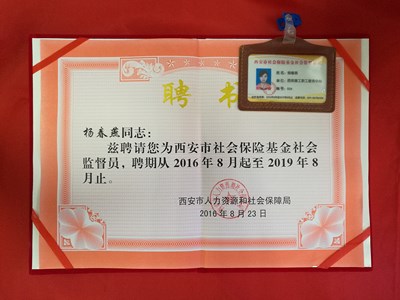 聘书
杨春燕同志:
兹聘请您为西安市社会保险基金社会
监督员，聘期从2016年8月起至2019年8
月止。
西安市人力资源和社会保障局
2016年8月23日